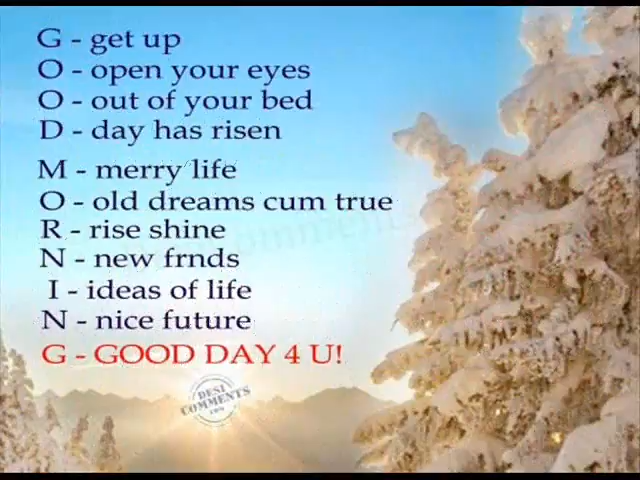 G - get up
O - open your eyes
O - out of your bed
D - day has risen
M - merry life
O - old dreams cum true
R - rise shine
N - new frnds
I - ideas of life
N - nice future
G - GOOD DAY 4 U!
DESI
COMMENTS
.com